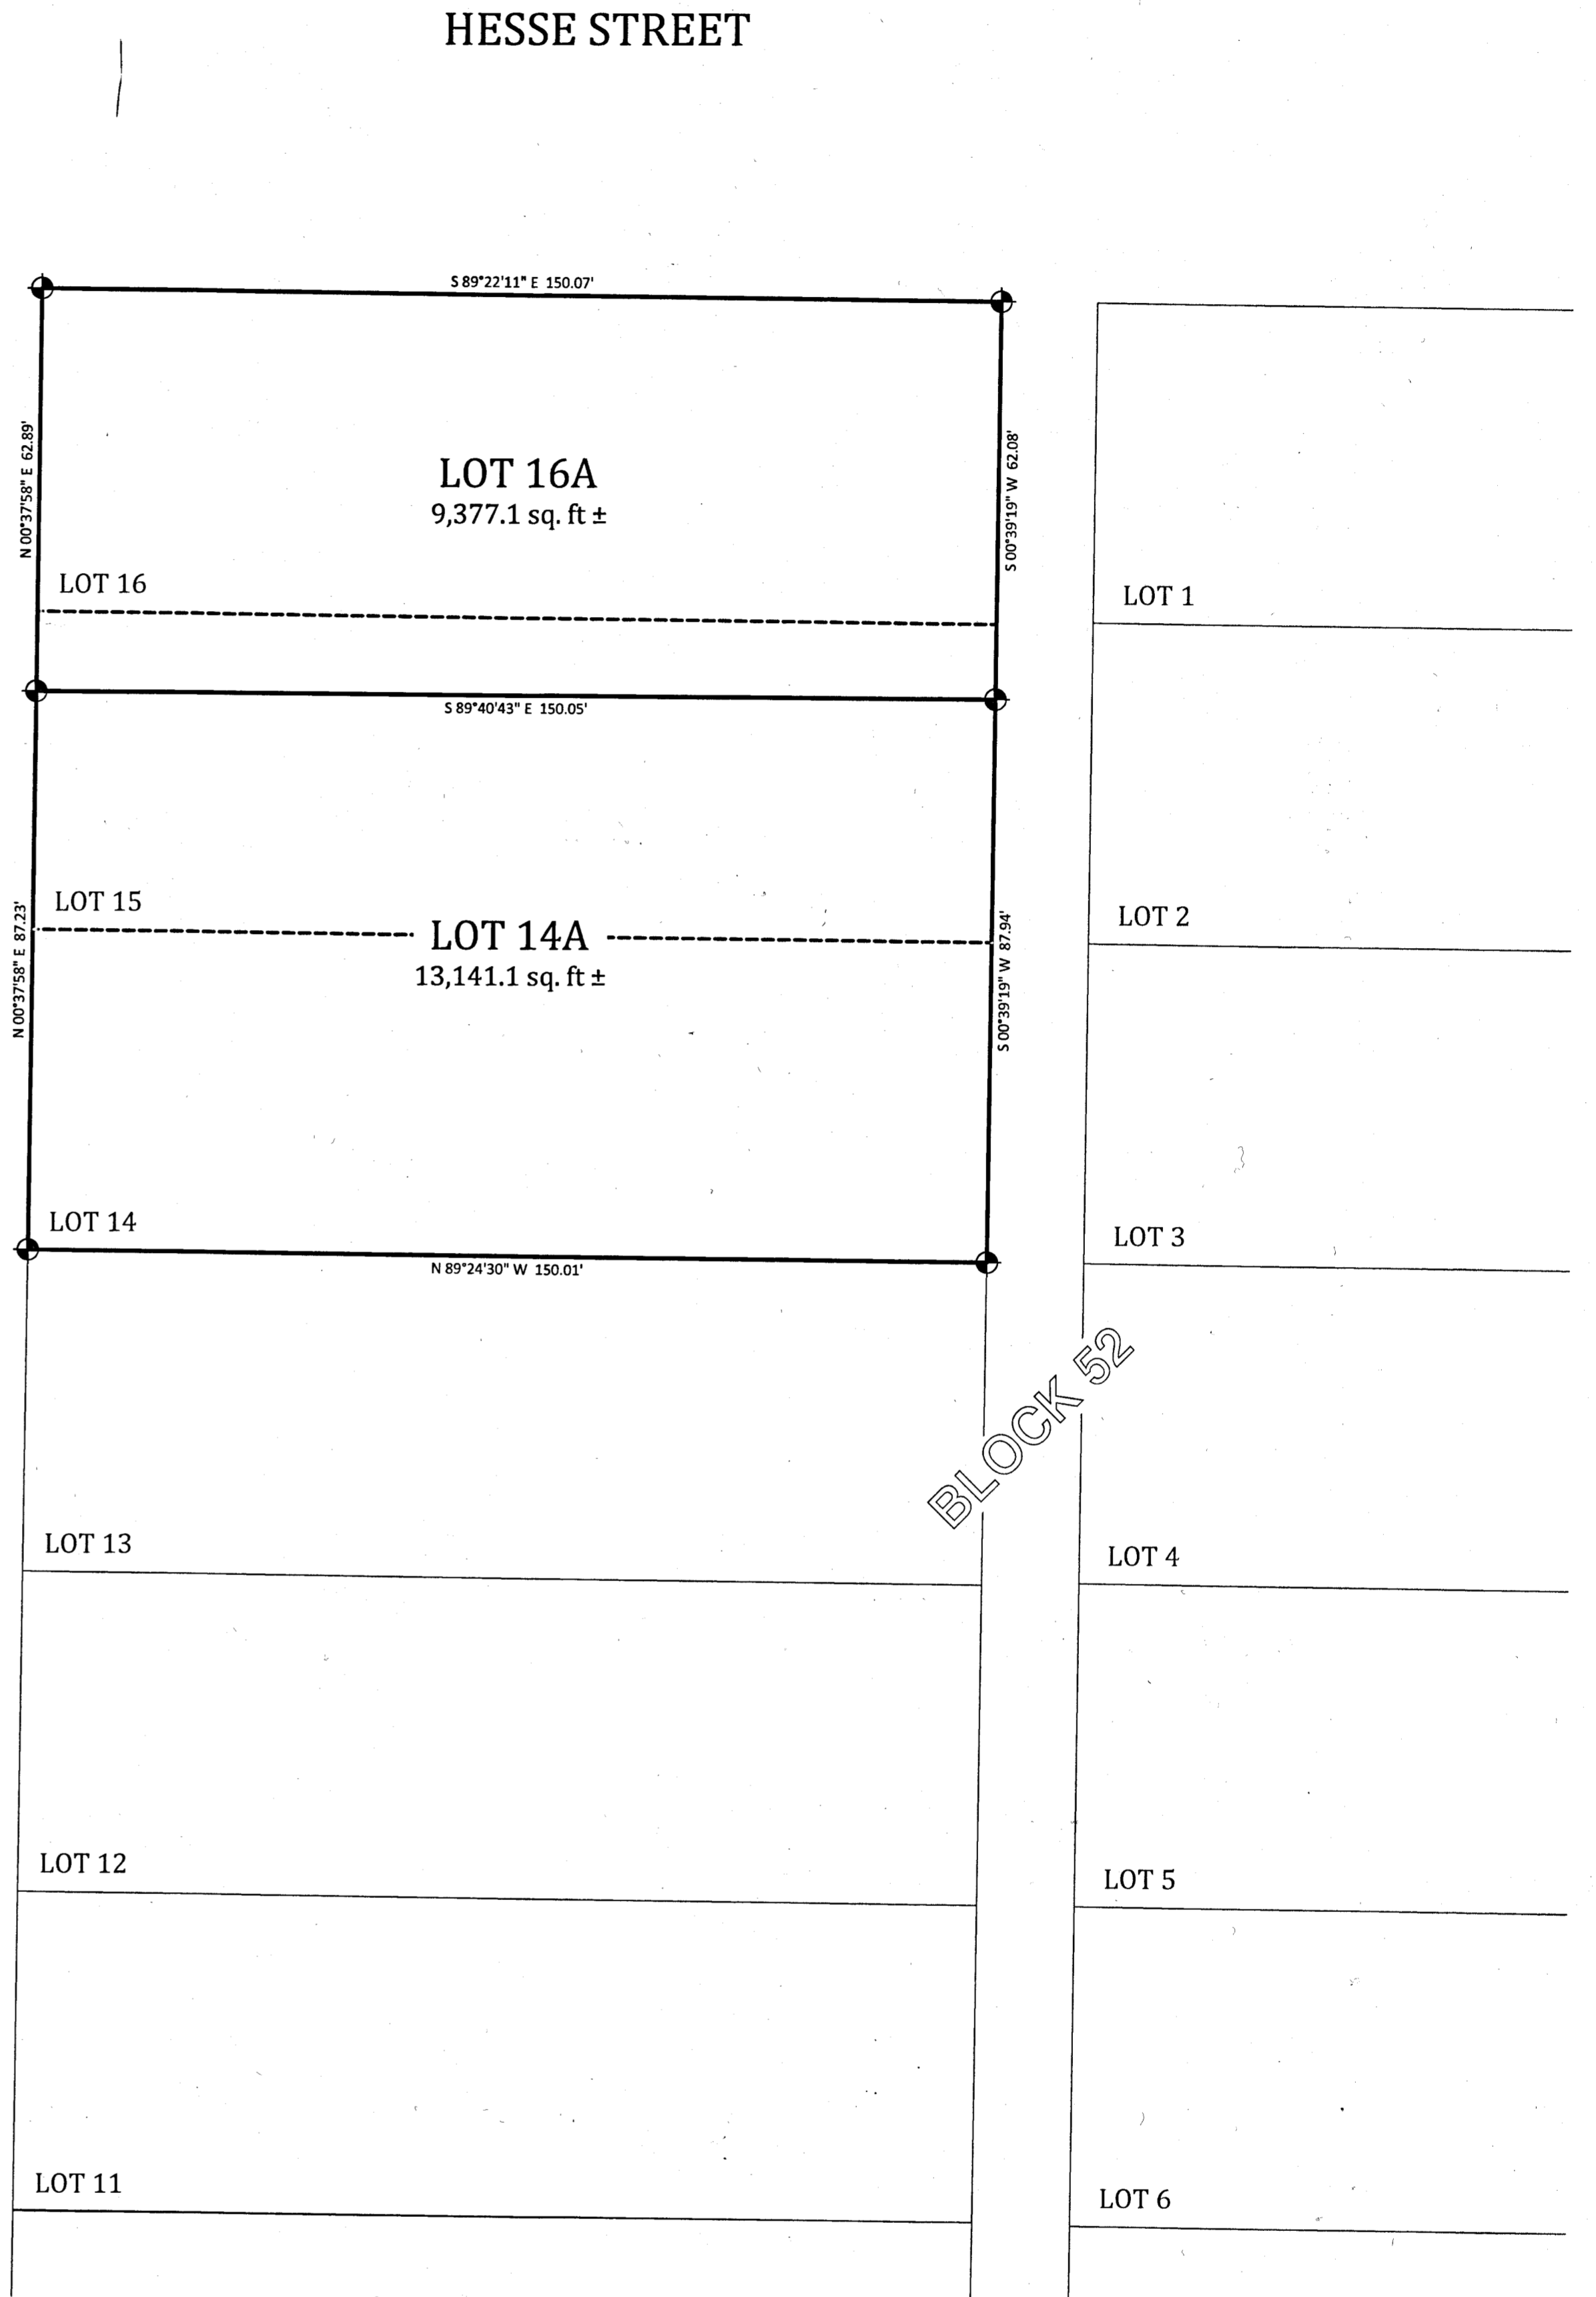 HESSE STREET
S 89°22'11" E 150.07'
N 00°37'58" E 62.89'
S 00°39'19" W 62.08'
LOT 16A
9,377.1 sq. ft ±
LOT 16
LOT 1
S 89°40'43" E 150.05'
LOT 15
LOT 2
N 00°37'58" E 87.23'
S 00°39'19" W 87.94'
LOT 14A
13,141.1 sq. ft ±
LOT 14
LOT 3
N 89°24'30" W 150.01'
BLOCK 52
LOT 13
LOT 4
LOT 12
LOT 5
LOT 11
LOT 6